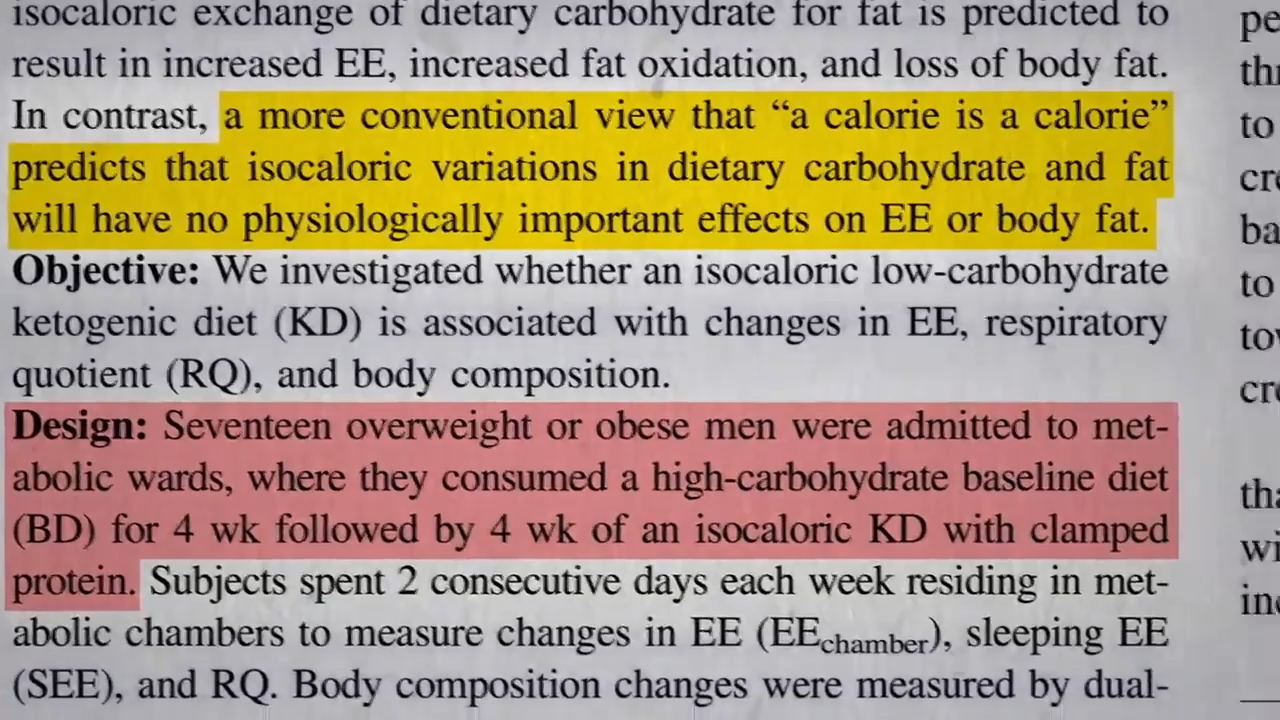 isocaloric exchange of dietary carbohydrate for fat is predicted to
result in increased EE, increased fat oxidation, and loss of body fat.
In contrast, a more conventional view that “a calorie is a calorie”
predicts that isocaloric variations in dietary carbohydrate and fat
will have no physiologically important effects on EE or body fat.
Objective: We investigated whether an isocaloric low-carbohydrate
ketogenic diet (KD) is associated with changes in EE, respiratory
quotient (RQ), and body composition.
Design: Seventeen overweight or obese men were admitted to met-
abolic wards, where they consumed a high-carbohydrate baseline diet
(BD) for 4 wk followed by 4 wk of an isocaloric KD with clamped
protein. Subjects spent 2 consecutive days each week residing in met-
abolic chambers to measure changes in EE (EEchamber), sleeping EE
(SEE), and RQ. Body composition changes were measured by dual-
to
to